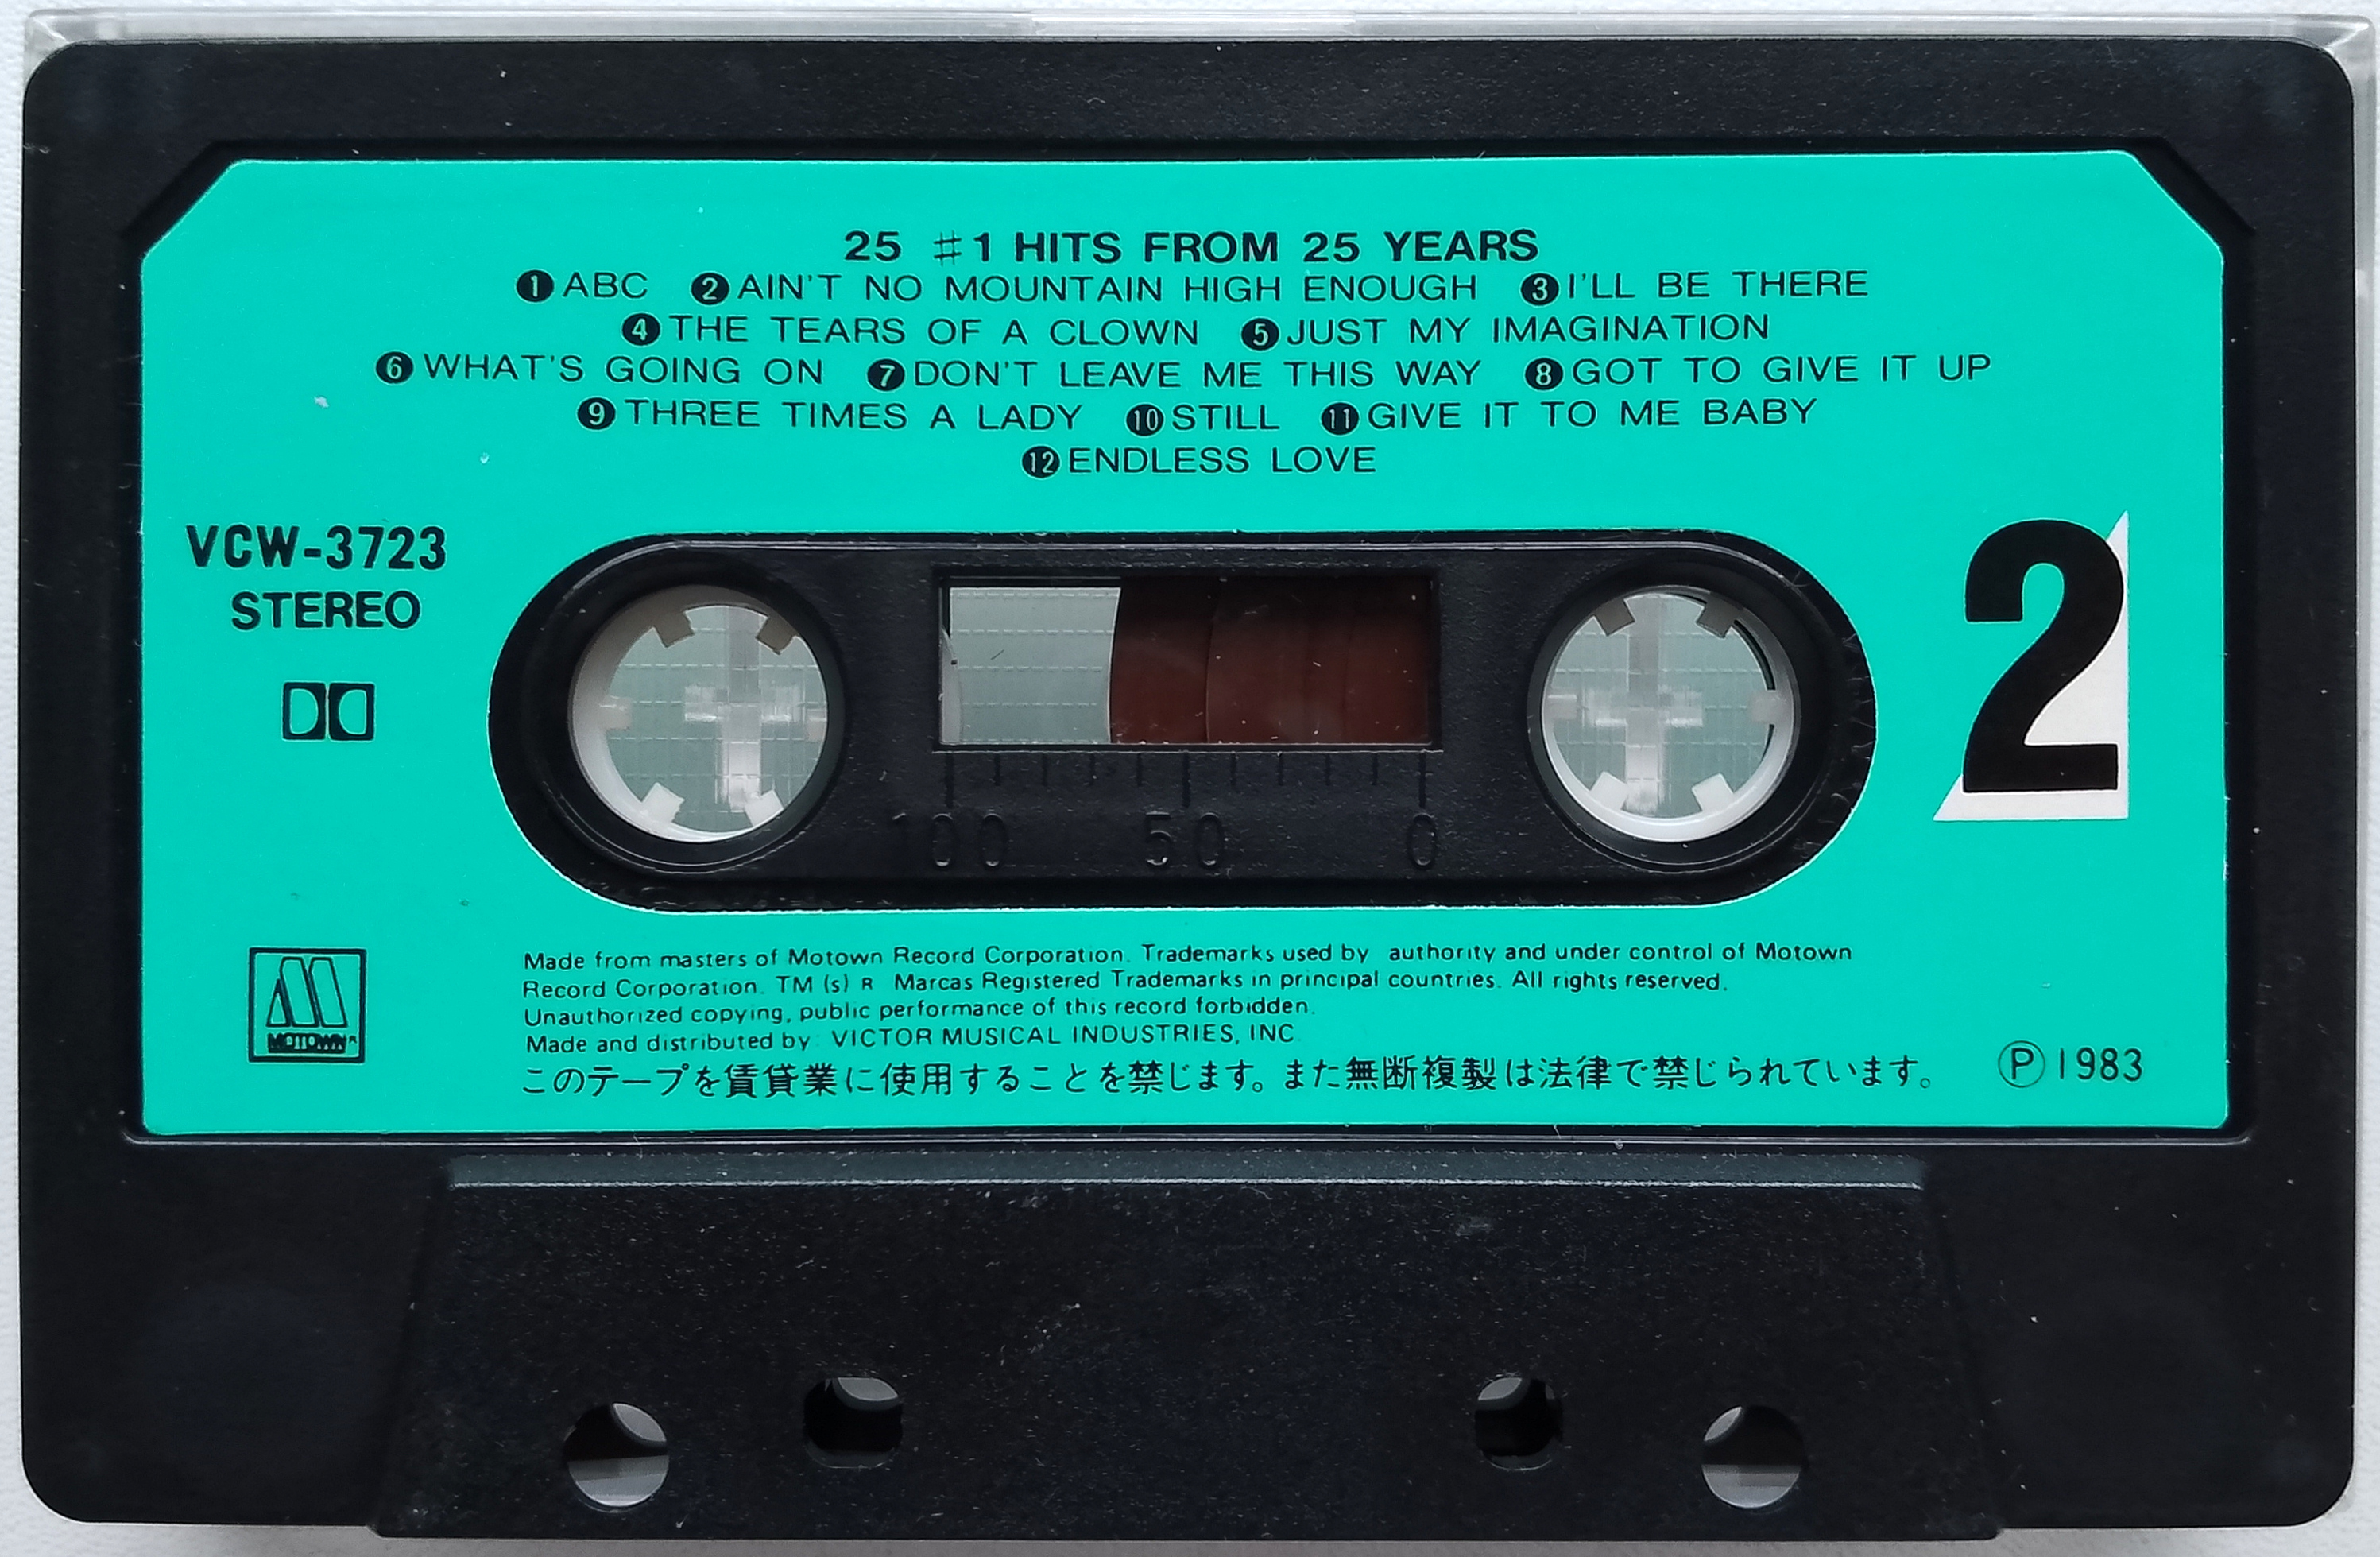 25 #1 HITS FROM 25 YEARS
❶ABC ❷AIN'T NO MOUNTAIN HIGH ENOUGH ❸I'LL BE THERE
❹THE TEARS OF A CLOWN ❺JUST MY IMAGINATION
❻WHAT'S GOING ON ❼DON'T LEAVE ME THIS WAY ❽GOT TO GIVE IT UP
❾THREE TIMES A LADY ❿STILL ⓫GIVE IT TO ME BABY
⓬ENDLESS LOVE
VCW-3723
STEREO
2
100 50 0
MOTOWN®
Made from masters of Motown Record Corporation. Trademarks used by authority and under control of Motown
Record Corporation. TM (s) R Marcas Registered Trademarks in principal countries. All rights reserved.
Unauthorized copying, public performance of this record forbidden.
Made and distributed by: VICTOR MUSICAL INDUSTRIES, INC.
このテープを賃貸業に使用することを禁じます。また無断複製は法律で禁じられています。
Ⓟ1983